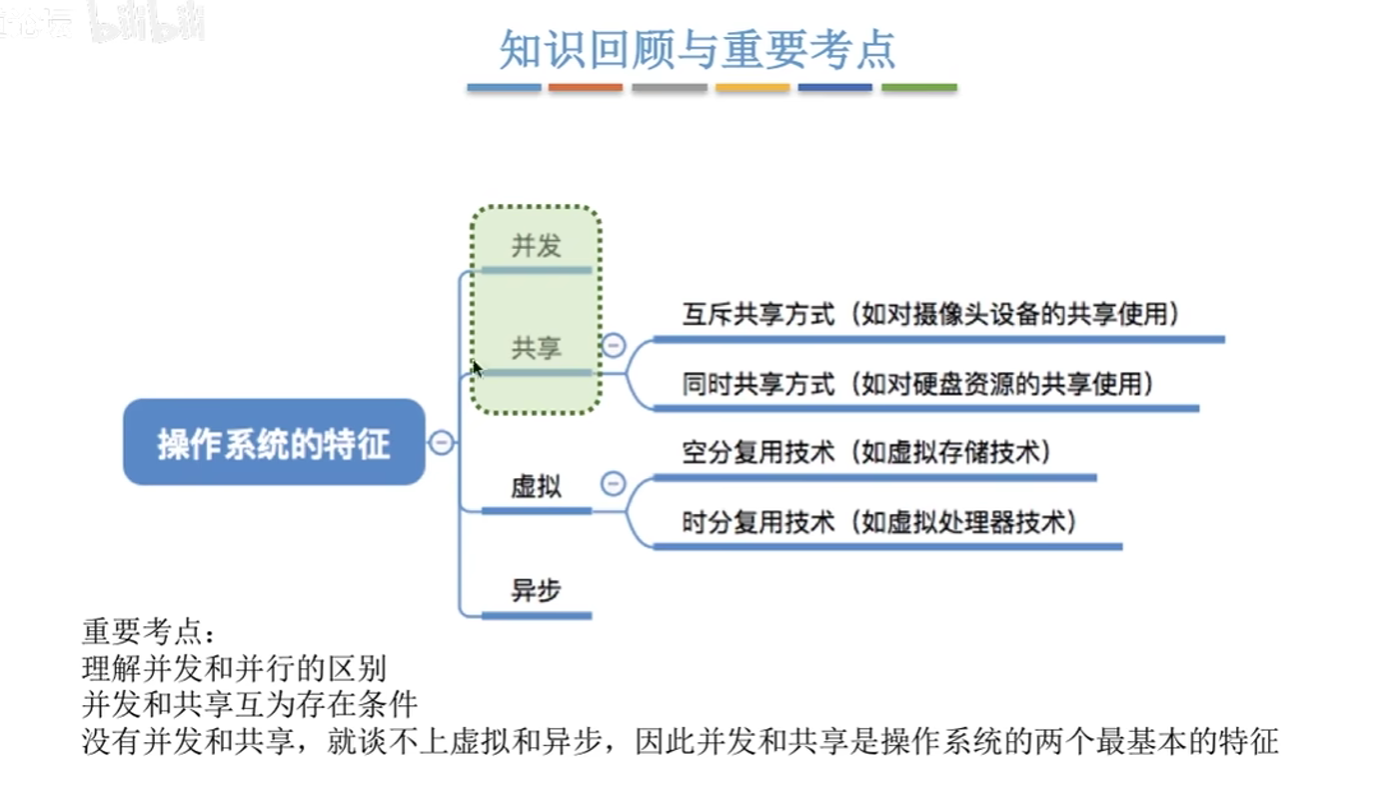 bilibili
知识回顾与重要考点
并发
共享
互斥共享方式（如对摄像头设备的共享使用）
同时共享方式（如对硬盘资源的共享使用）
操作系统的特征
虚拟
空分复用技术（如虚拟存储技术）
时分复用技术（如虚拟处理器技术）
异步
重要考点：
理解并发和并行的区别
并发和共享互为存在条件
没有并发和共享，就谈不上虚拟和异步，因此并发和共享是操作系统的两个最基本的特征